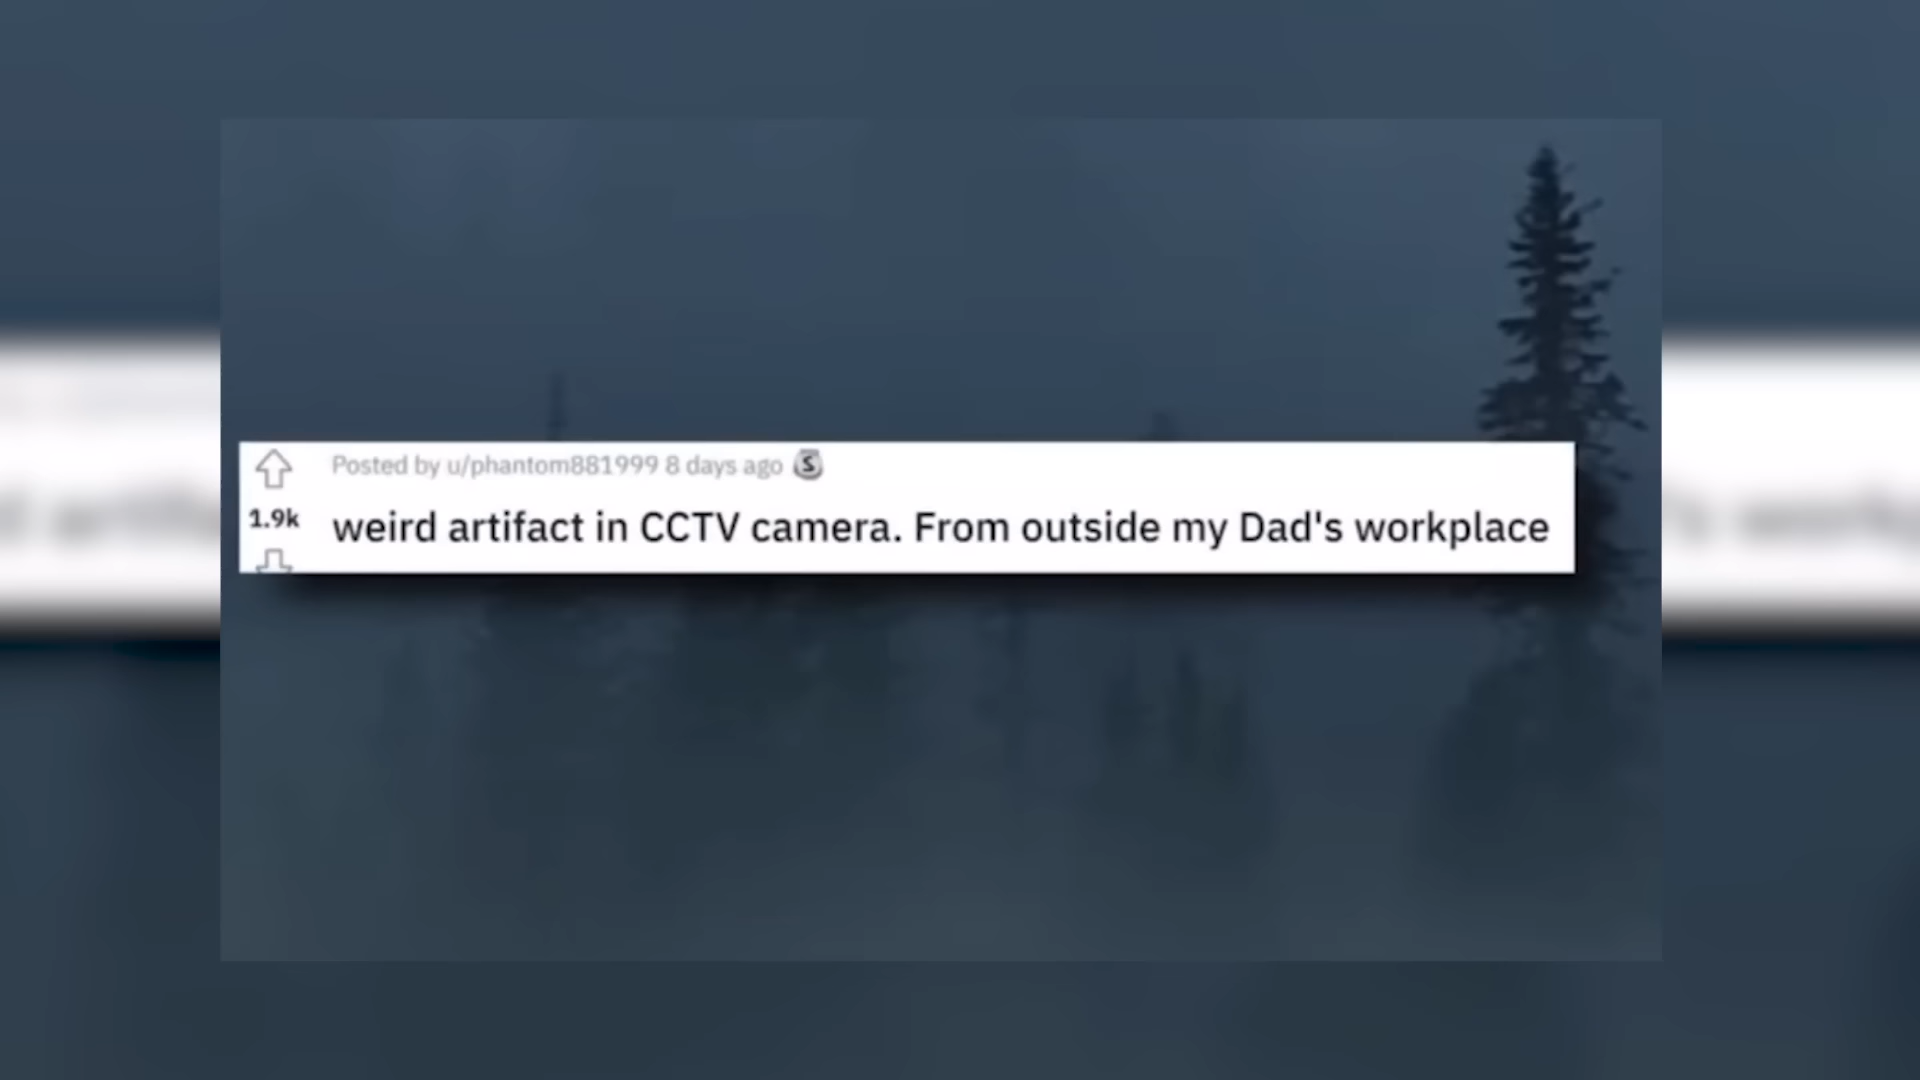 Posted by u/phantom881999 8 days ago
1.9k
weird artifact in CCTV camera. From outside my Dad's workplace